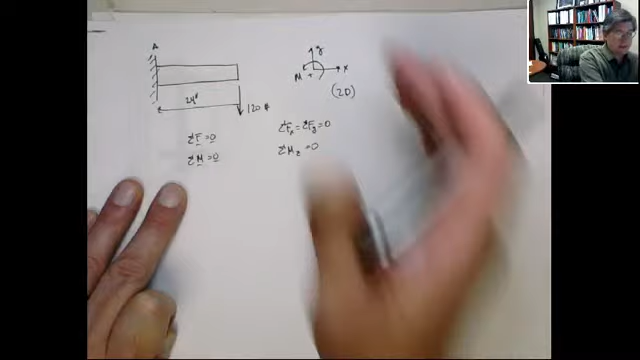 A
24"
120 #
y
x
M +
(2D)
ΣF = 0
ΣM = 0
ΣFx = ΣFy = 0
ΣMz = 0